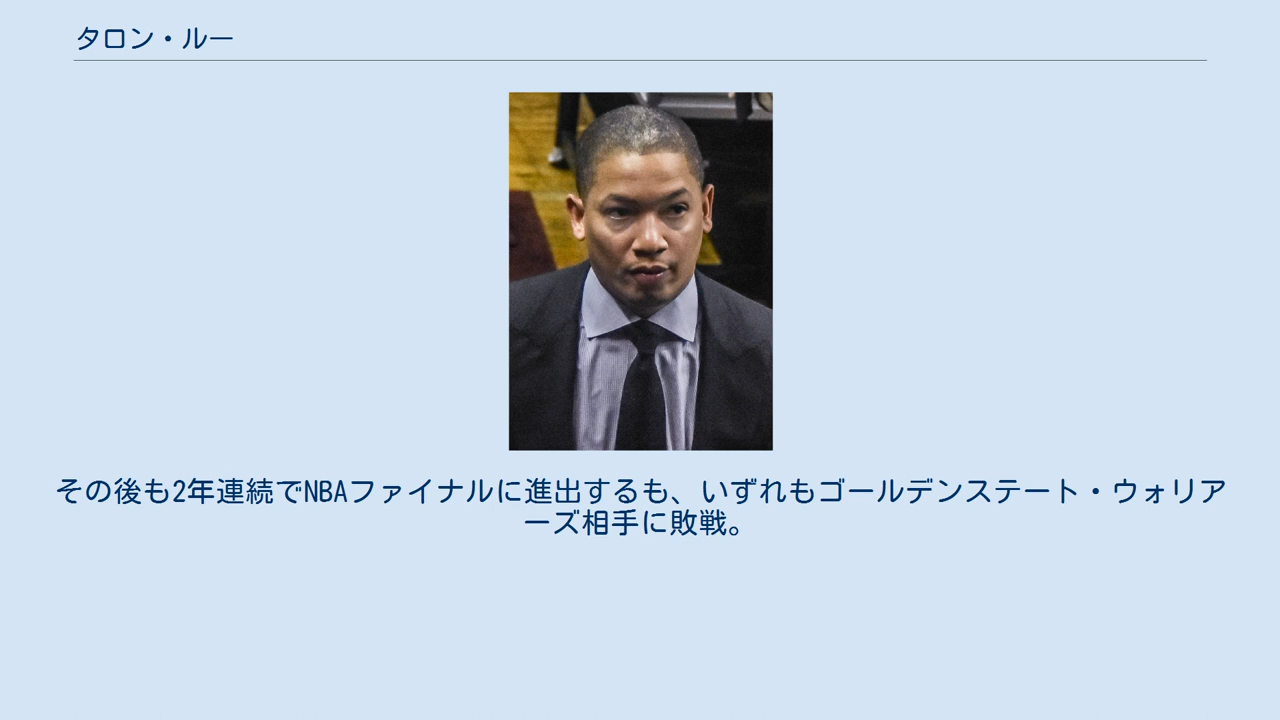 タロン・ルー
その後も2年連続でNBAファイナルに進出するも、いずれもゴールデンステート・ウォリア
ーズ相手に敗戦。